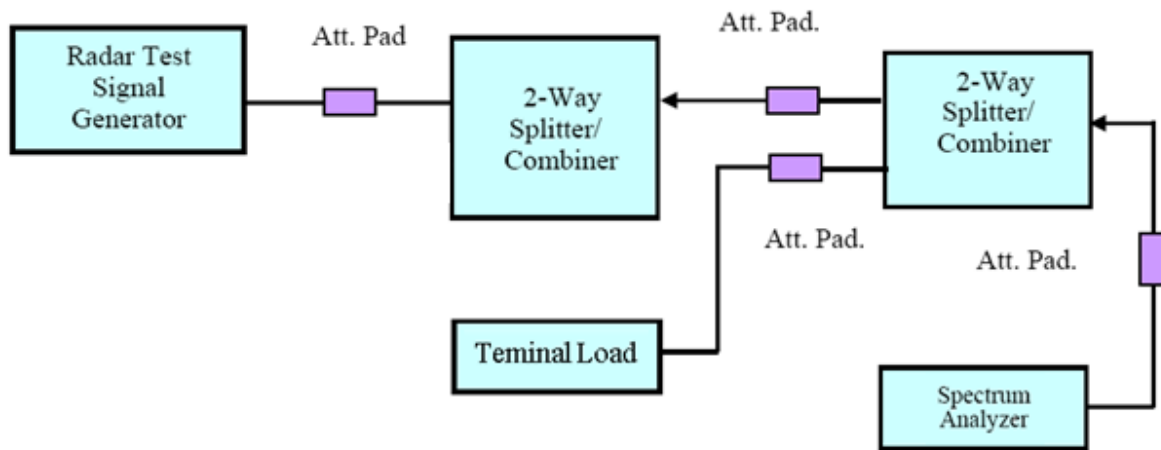 Radar Test
Signal
Generator
Att. Pad
2-Way
Splitter/
Combiner
Att. Pad.
2-Way
Splitter/
Combiner
Att. Pad.
Att. Pad.
Teminal Load
Spectrum
Analyzer